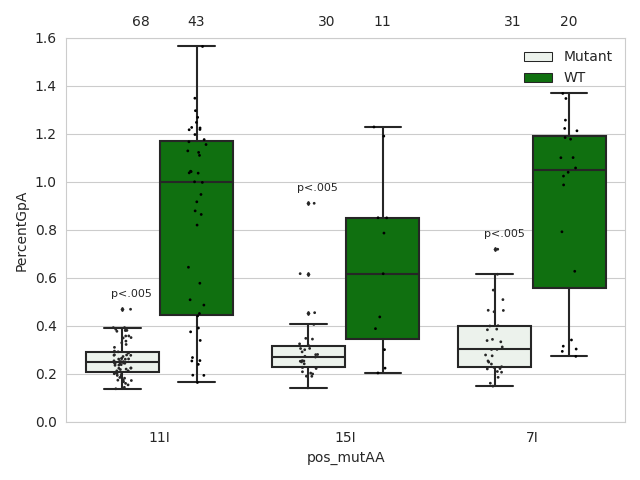 68 43 30 11 31 20
1.6
1.4
1.2
1.0
0.8
0.6
0.4
0.2
0.0
PercentGpA
Mutant
WT
p<.005
p<.005
p<.005
11I 15I 7I
pos_mutAA